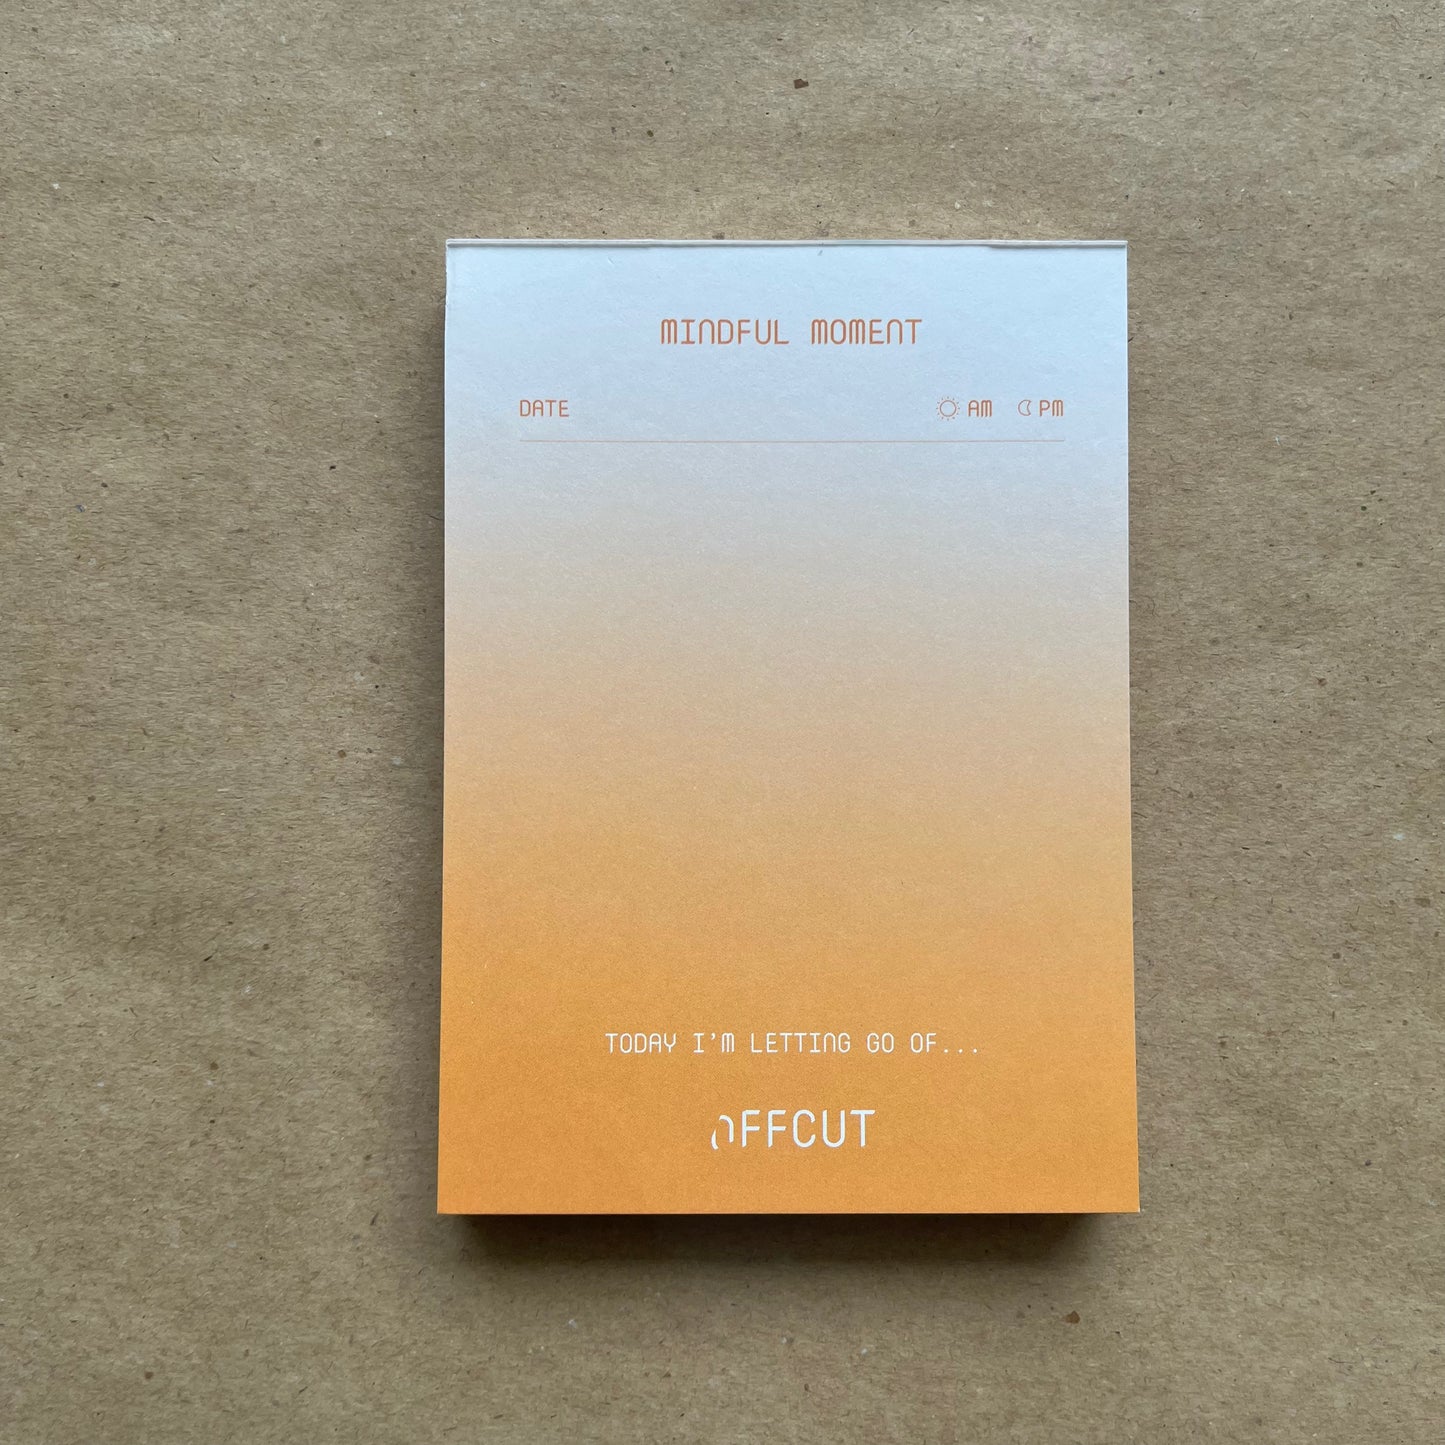 MINDFUL MOMENT
DATE AM PM
TODAY I'M LETTING GO OF...
OFFCUT